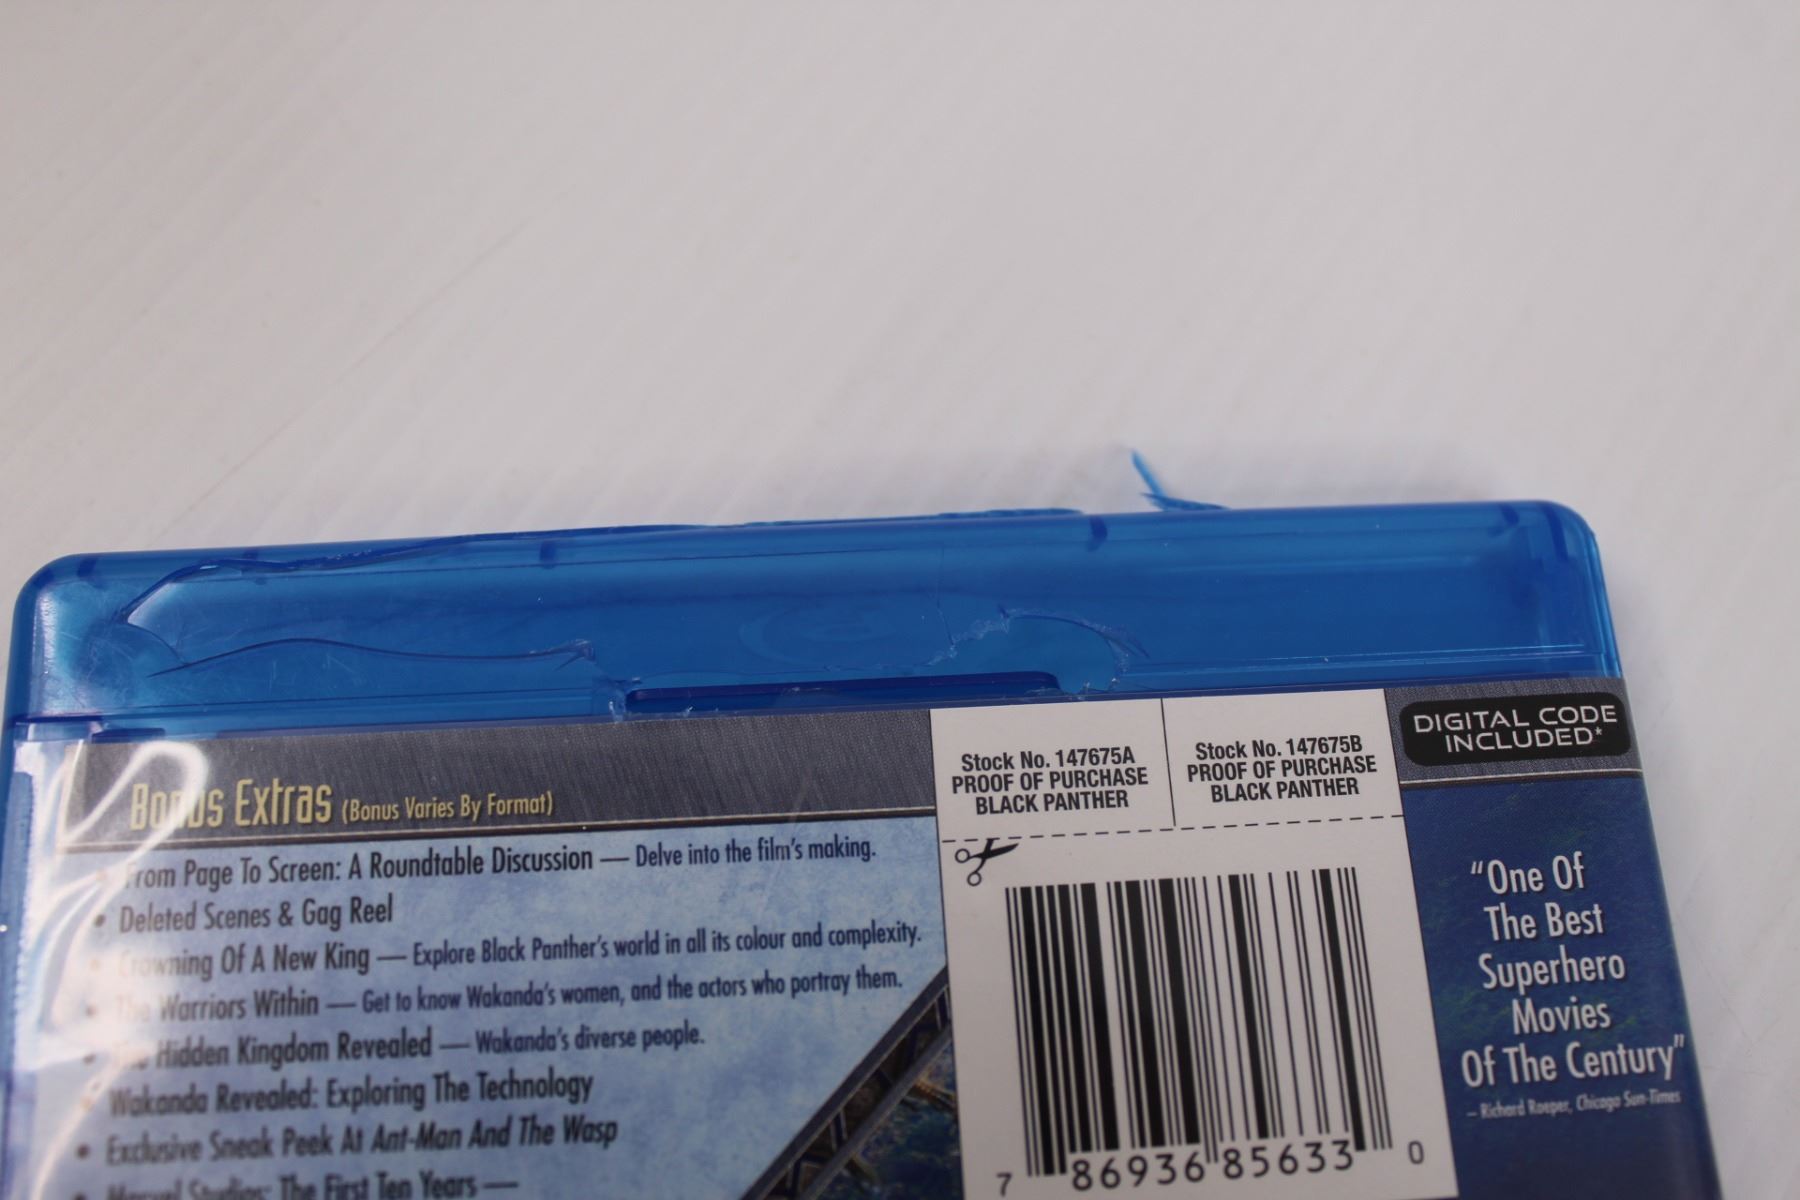 Bonus Extras (Bonus Varies By Format)
From Page To Screen: A Roundtable Discussion — Delve into the film's making.
• Deleted Scenes & Gag Reel
• Crowning Of A New King — Explore Black Panther's world in all its colour and complexity.
• The Warriors Within — Get to know Wakanda's women, and the actors who portray them.
• The Hidden Kingdom Revealed — Wakanda's diverse people.
• Wakanda Revealed: Exploring The Technology
• Exclusive Sneak Peek At Ant-Man And The Wasp
• Marvel Studios: The First Ten Years —
Stock No. 147675A
PROOF OF PURCHASE
BLACK PANTHER
Stock No. 147675B
PROOF OF PURCHASE
BLACK PANTHER
7 86936 85633 0
DIGITAL CODE
INCLUDED*
"One Of
The Best
Superhero
Movies
Of The Century"
– Richard Roeper, Chicago Sun-Times